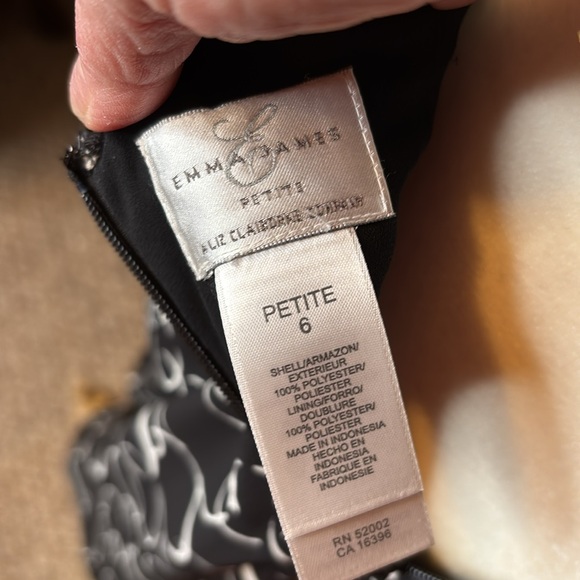 E
EMMA JAMES
PETITE
A LIZ CLAIBORNE COMPANY
PETITE
6
SHELL/ARMAZON/
EXTERIEUR
100% POLYESTER/
POLIESTER
LINING/FORRO/
DOUBLURE
100% POLYESTER/
POLIESTER
MADE IN INDONESIA
HECHO EN
INDONESIA
FABRIQUE EN
INDONESIE
RN 52002
CA 16396